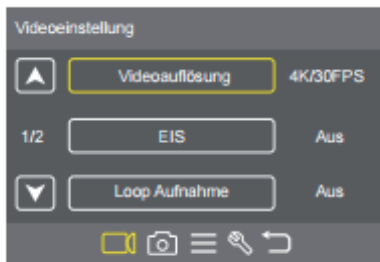 Videoeinstellung
Videoauflösung 4K/30FPS
1/2 EIS Aus
Loop Aufnahme Aus